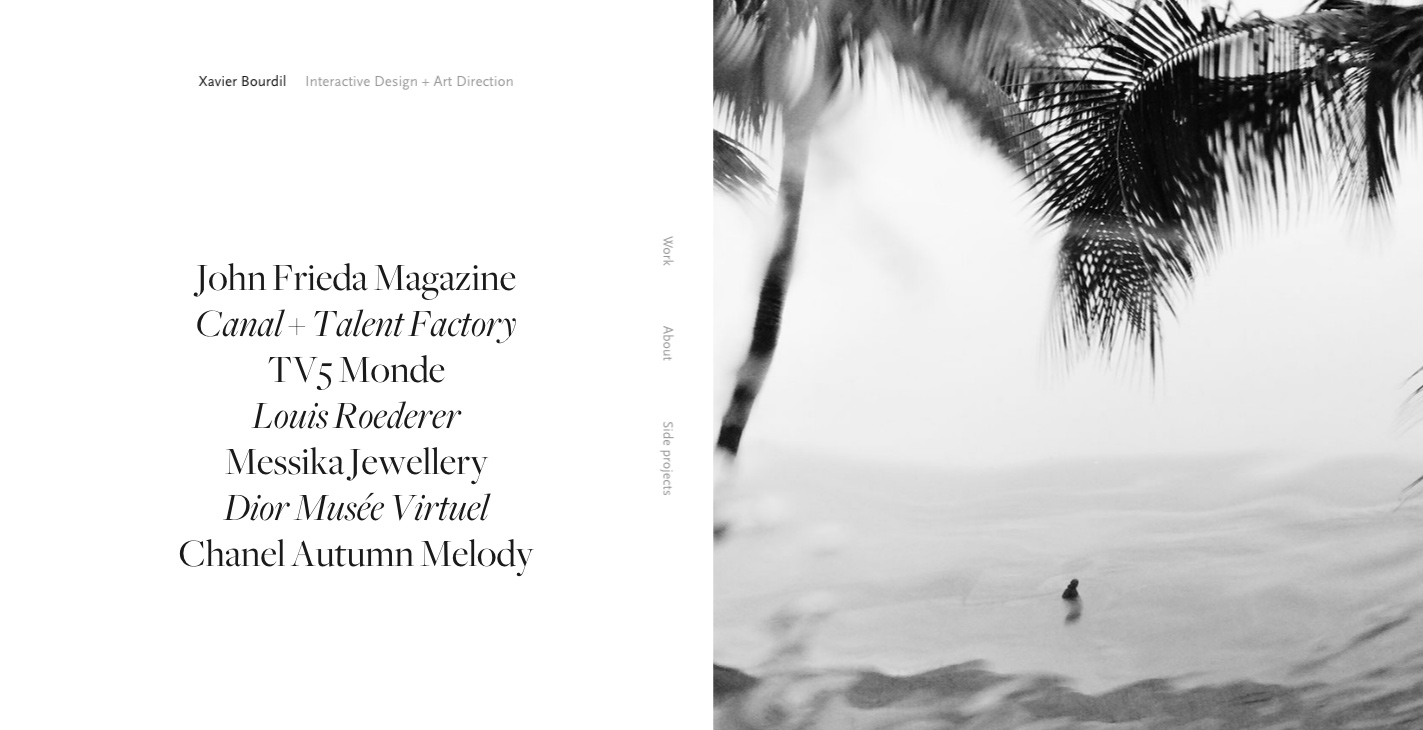 Xavier Bourdil Interactive Design + Art Direction
John Frieda Magazine
Canal + Talent Factory
TV5 Monde
Louis Roederer
Messika Jewellery
Dior Musée Virtuel
Chanel Autumn Melody
Work
About
Side projects